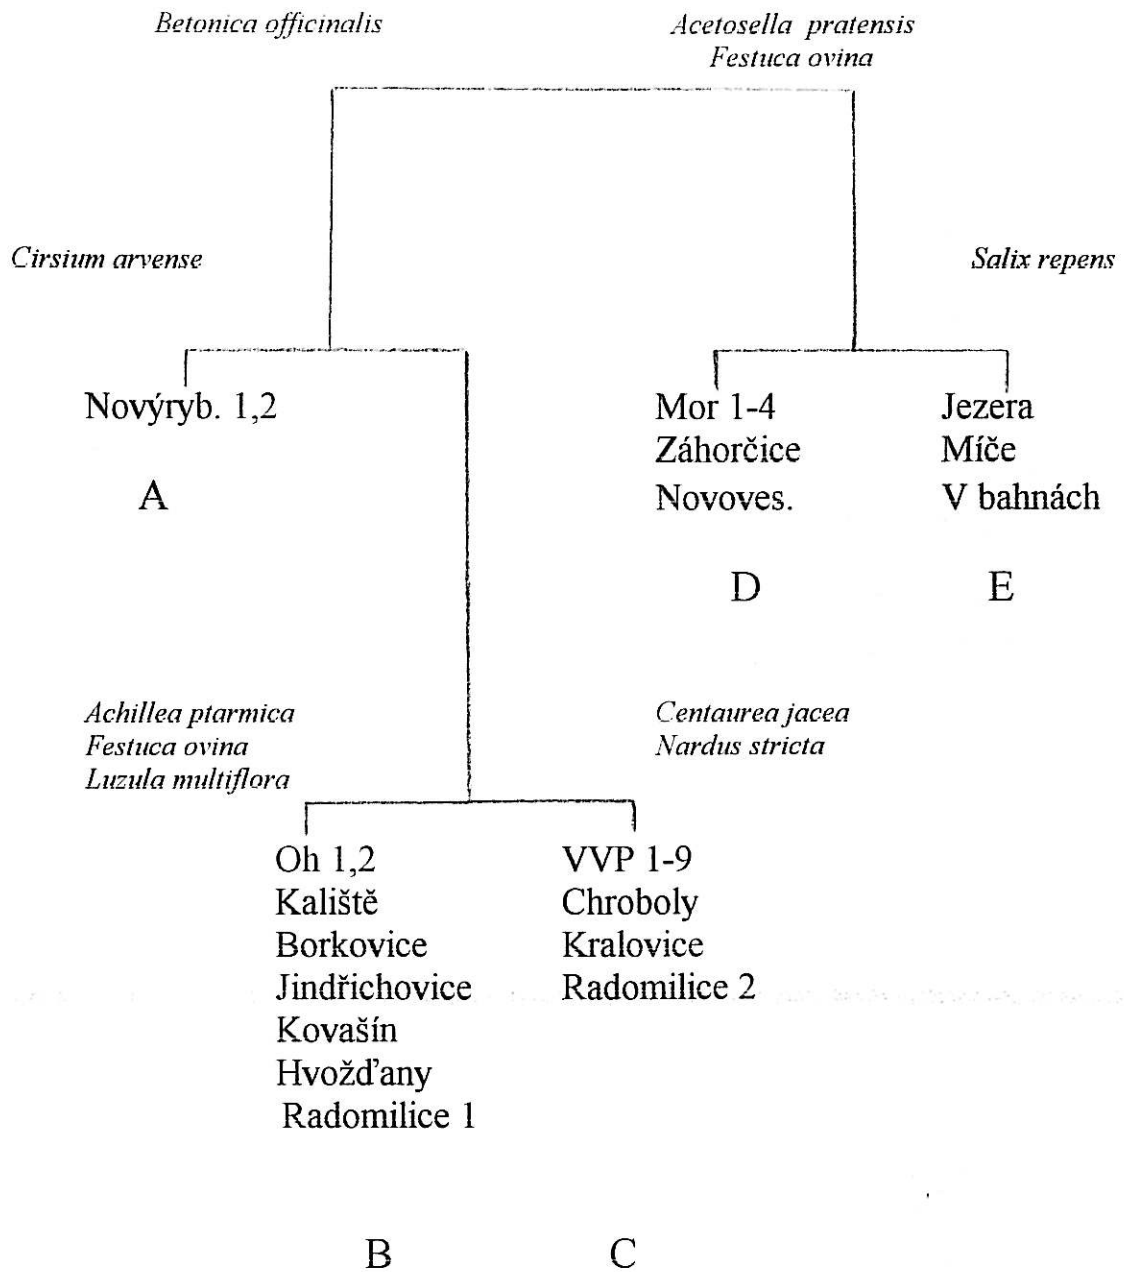 Betonica officinalis
Acetosella pratensis
Festuca ovina
Cirsium arvense
Salix repens
Novýryb. 1,2
A
Mor 1-4
Záhorčice
Novoves.
D
Jezera
Míče
V bahnách
E
Achillea ptarmica
Festuca ovina
Luzula multiflora
Centaurea jacea
Nardus stricta
Oh 1,2
Kaliště
Borkovice
Jindřichovice
Kovašín
Hvožďany
Radomilice 1
B
VVP 1-9
Chroboly
Kralovice
Radomilice 2
C